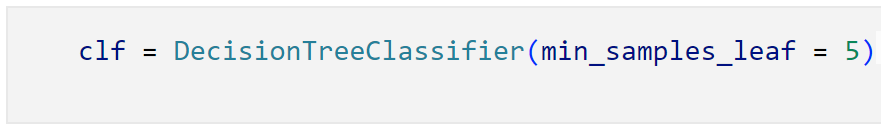 clf = DecisionTreeClassifier(min_samples_leaf = 5)